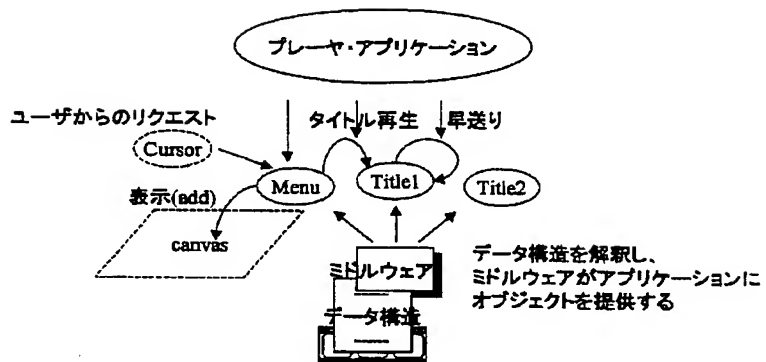 プレーヤ・アプリケーション
ユーザからのリクエスト
タイトル再生
早送り
Cursor
Menu
Title1
Title2
表示(add)
canvas
ミドルウェア
データ構造
データ構造を解釈し、
ミドルウェアがアプリケーションに
オブジェクトを提供する